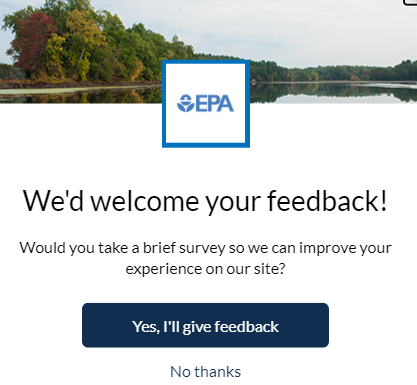 EPA
We'd welcome your feedback!
Would you take a brief survey so we can improve your
experience on our site?
Yes, I'll give feedback
No thanks